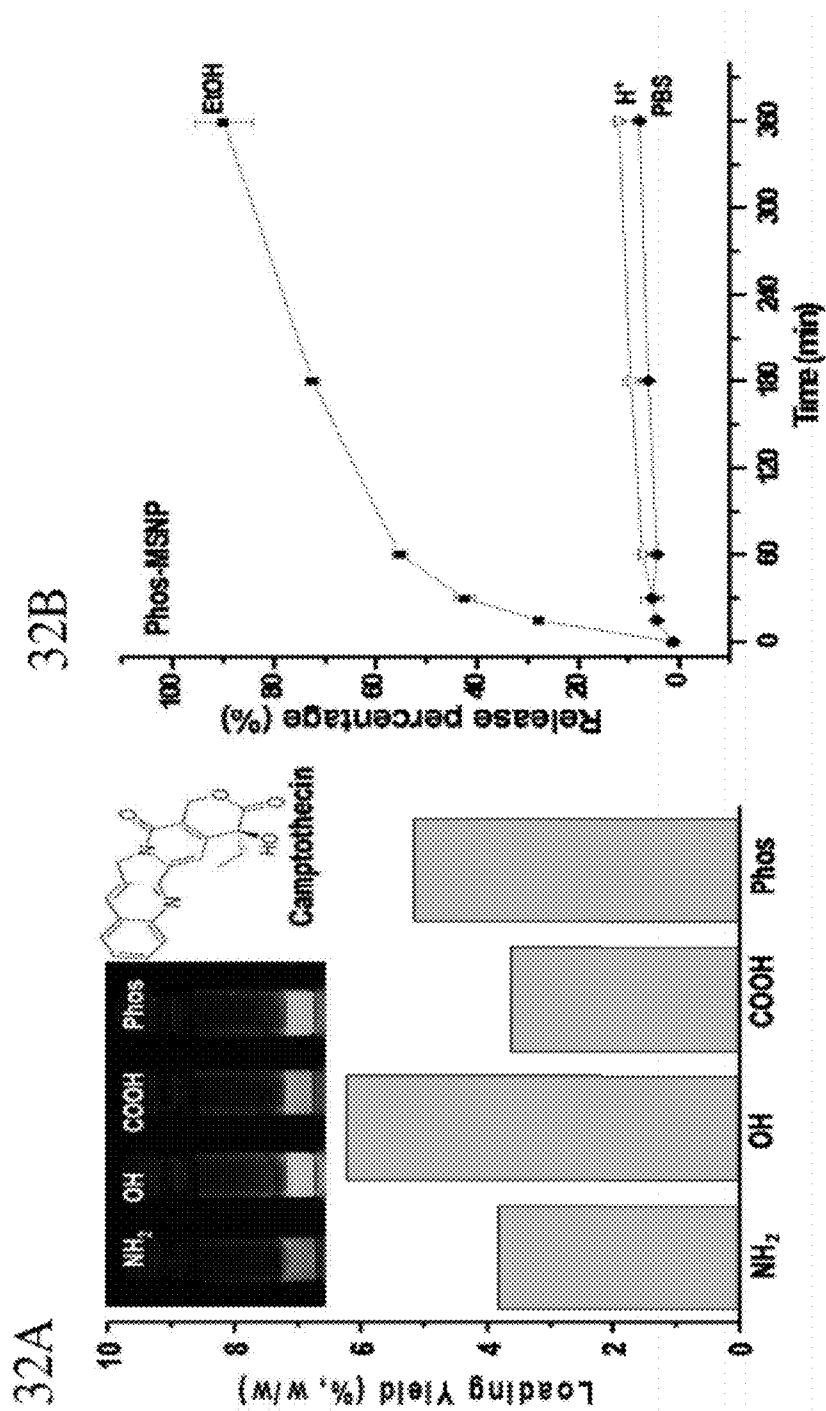 32A
Loading Yield (%, w/w)
10
8
6
4
2
0
NH₂ OH COOH Phos
N
N
O
O
O
HO
Camptothecin
NH₂ OH COOH Phos
32B
Phos-MSNP
Release percentage (%)
100
80
60
40
20
0
EtOH
H⁺
PBS
0 60 120 180 240 300 360
Time (min)